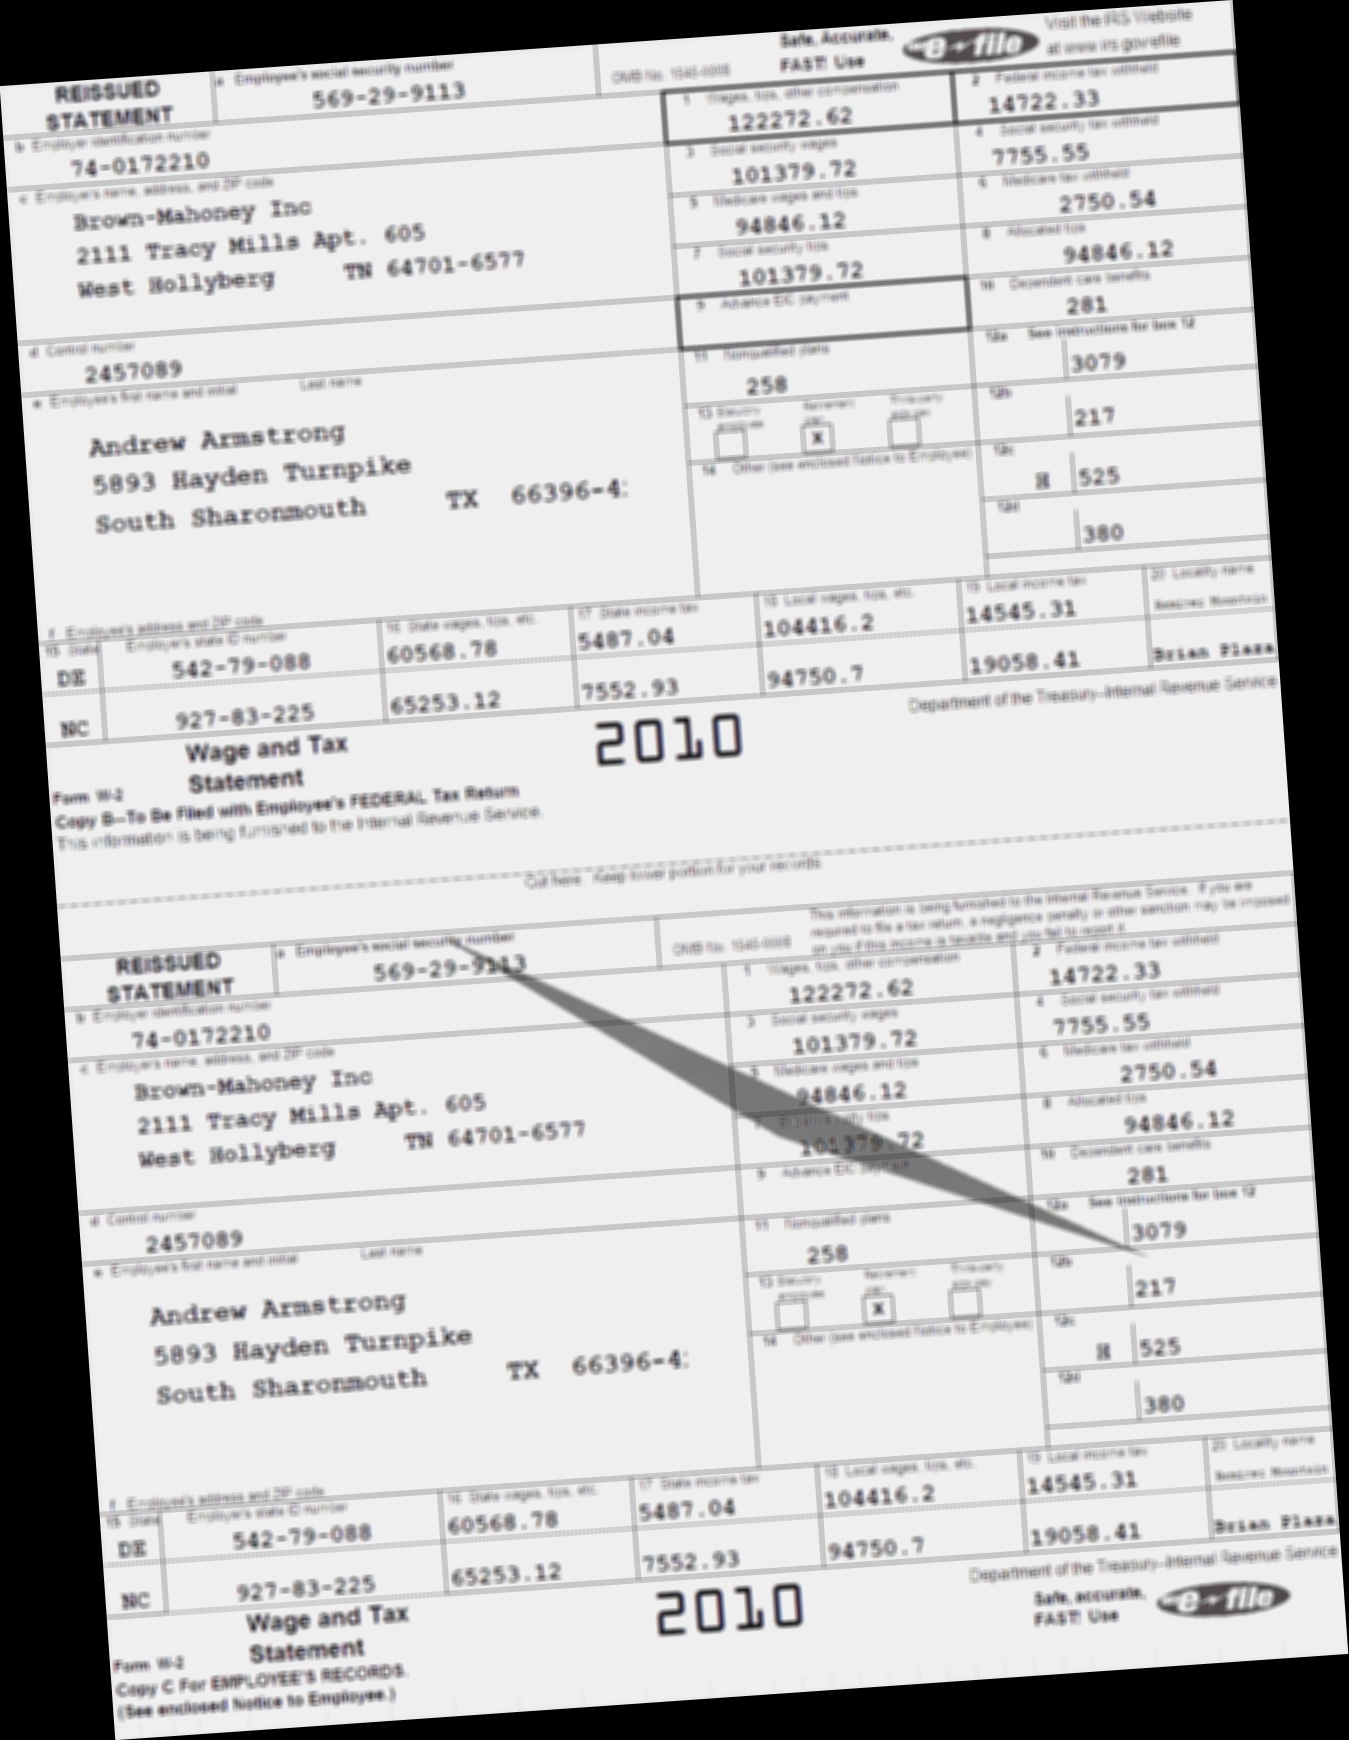 Safe, Accurate,
FAST! Use
e-file
Visit the IRS Website
at www.irs.gov/efile
REISSUED
STATEMENT
a Employee's social security number
569-29-9113
OMB No. 1545-0008
1 Wages, tips, other compensation
122272.62
2 Federal income tax withheld
14722.33
b Employer identification number
74-0172210
3 Social security wages
101379.72
4 Social security tax withheld
7755.55
c Employer's name, address, and ZIP code
Brown-Mahoney Inc
2111 Tracy Mills Apt. 605
West Hollyberg TN 64701-6577
5 Medicare wages and tips
94846.12
6 Medicare tax withheld
2750.54
7 Social security tips
101379.72
8 Allocated tips
94846.12
9 Advance EIC payment
10 Dependent care benefits
281
d Control number
2457089
11 Nonqualified plans
258
12a See instructions for box 12
3079
e Employee's first name and initial Last name
Andrew Armstrong
5893 Hayden Turnpike
South Sharonmouth TX 66396-4
13 Statutory employee Retirement plan Third-party sick pay
X
12b
217
14 Other (see enclosed Notice to Employee)
12c
H 525
12d
380
f Employee's address and ZIP code
15 State Employer's state ID number
16 State wages, tips, etc.
17 State income tax
18 Local wages, tips, etc.
19 Local income tax
20 Locality name
DE 542-79-088 60568.78 5487.04 104416.2 14545.31 Ramirez Mountain
NC 927-83-225 65253.12 7552.93 94750.7 19058.41 Brian Plaza
Form W-2
Wage and Tax
Statement
2010
Department of the Treasury-Internal Revenue Service
Copy B—To Be Filed with Employee's FEDERAL Tax Return
This information is being furnished to the Internal Revenue Service.
Cut here. Keep lower portion for your records.
This information is being furnished to the Internal Revenue Service. If you are
required to file a tax return, a negligence penalty or other sanction may be imposed
on you if this income is taxable and you fail to report it.
REISSUED
STATEMENT
a Employee's social security number
569-29-9113
OMB No. 1545-0008
1 Wages, tips, other compensation
122272.62
2 Federal income tax withheld
14722.33
b Employer identification number
74-0172210
3 Social security wages
101379.72
4 Social security tax withheld
7755.55
c Employer's name, address, and ZIP code
Brown-Mahoney Inc
2111 Tracy Mills Apt. 605
West Hollyberg TN 64701-6577
5 Medicare wages and tips
94846.12
6 Medicare tax withheld
2750.54
7 Social security tips
101379.72
8 Allocated tips
94846.12
9 Advance EIC payment
10 Dependent care benefits
281
d Control number
2457089
11 Nonqualified plans
258
12a See instructions for box 12
3079
e Employee's first name and initial Last name
Andrew Armstrong
5893 Hayden Turnpike
South Sharonmouth TX 66396-4
13 Statutory employee Retirement plan Third-party sick pay
X
12b
217
14 Other (see enclosed Notice to Employee)
12c
H 525
12d
380
f Employee's address and ZIP code
15 State Employer's state ID number
16 State wages, tips, etc.
17 State income tax
18 Local wages, tips, etc.
19 Local income tax
20 Locality name
DE 542-79-088 60568.78 5487.04 104416.2 14545.31 Ramirez Mountain
NC 927-83-225 65253.12 7552.93 94750.7 19058.41 Brian Plaza
Form W-2
Wage and Tax
Statement
2010
Department of the Treasury-Internal Revenue Service
Safe, accurate,
FAST! Use
e-file
Copy C For EMPLOYEE'S RECORDS.
(See enclosed Notice to Employee.)